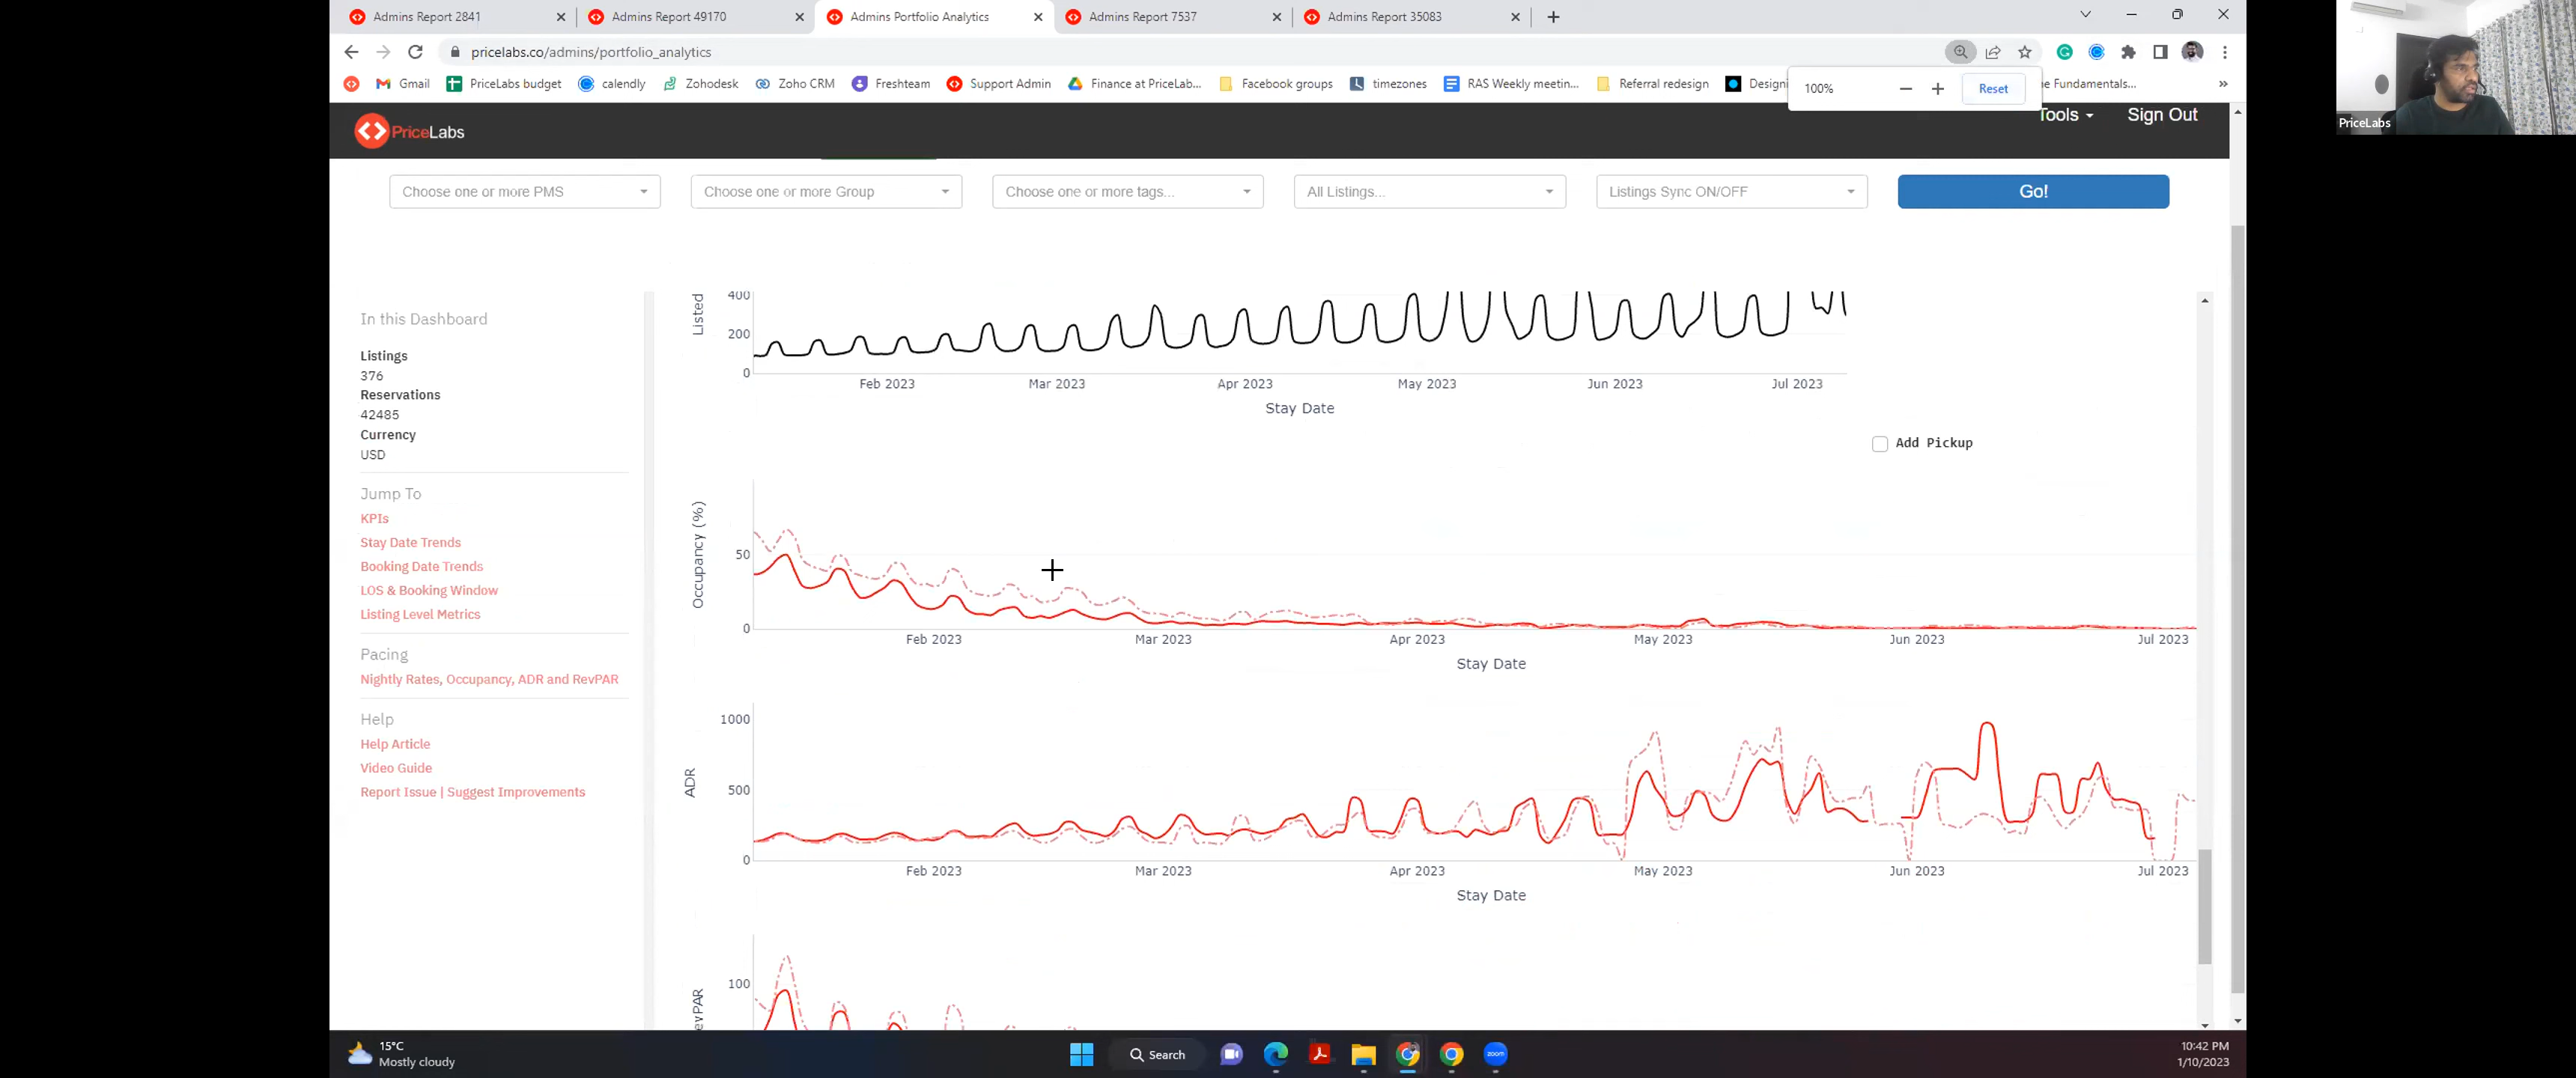 Admins Report 2841
Admins Report 49170
Admins Portfolio Analytics
Admins Report 7537
Admins Report 35083
pricelabs.co/admins/portfolio_analytics
Gmail
PriceLabs budget
calendly
Zohodesk
Zoho CRM
Freshteam
Support Admin
Finance at PriceLab...
Facebook groups
timezones
RAS Weekly meetin...
Referral redesign
Designi
he Fundamentals...
»
100%
Reset
PriceLabs
Tools
Sign Out
PriceLabs
Choose one or more PMS
Choose one or more Group
Choose one or more tags...
All Listings...
Listings Sync ON/OFF
Go!
In this Dashboard
Listings
376
Reservations
42485
Currency
USD
Jump To
KPIs
Stay Date Trends
Booking Date Trends
LOS & Booking Window
Listing Level Metrics
Pacing
Nightly Rates, Occupancy, ADR and RevPAR
Help
Help Article
Video Guide
Report Issue | Suggest Improvements
Listed
400
200
0
Feb 2023 Mar 2023 Apr 2023 May 2023 Jun 2023 Jul 2023
Stay Date
Add Pickup
Occupancy (%)
50
0
Feb 2023 Mar 2023 Apr 2023 May 2023 Jun 2023 Jul 2023
Stay Date
ADR
1000
500
0
Feb 2023 Mar 2023 Apr 2023 May 2023 Jun 2023 Jul 2023
Stay Date
evPAR
100
15°C
Mostly cloudy
Search
zoom
10:42 PM
1/10/2023